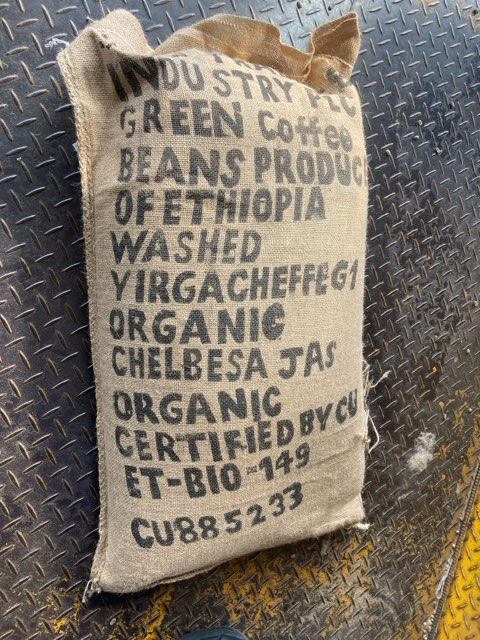 INDUSTRY PLC
GREEN Coffee
BEANS PRODUC
OF ETHIOPIA
WASHED
YIRGACHEFFE G1
ORGANIC
CHELBESA JAS
ORGANIC
CERTIFIED BY CU
ET-BIO-149
CU885233